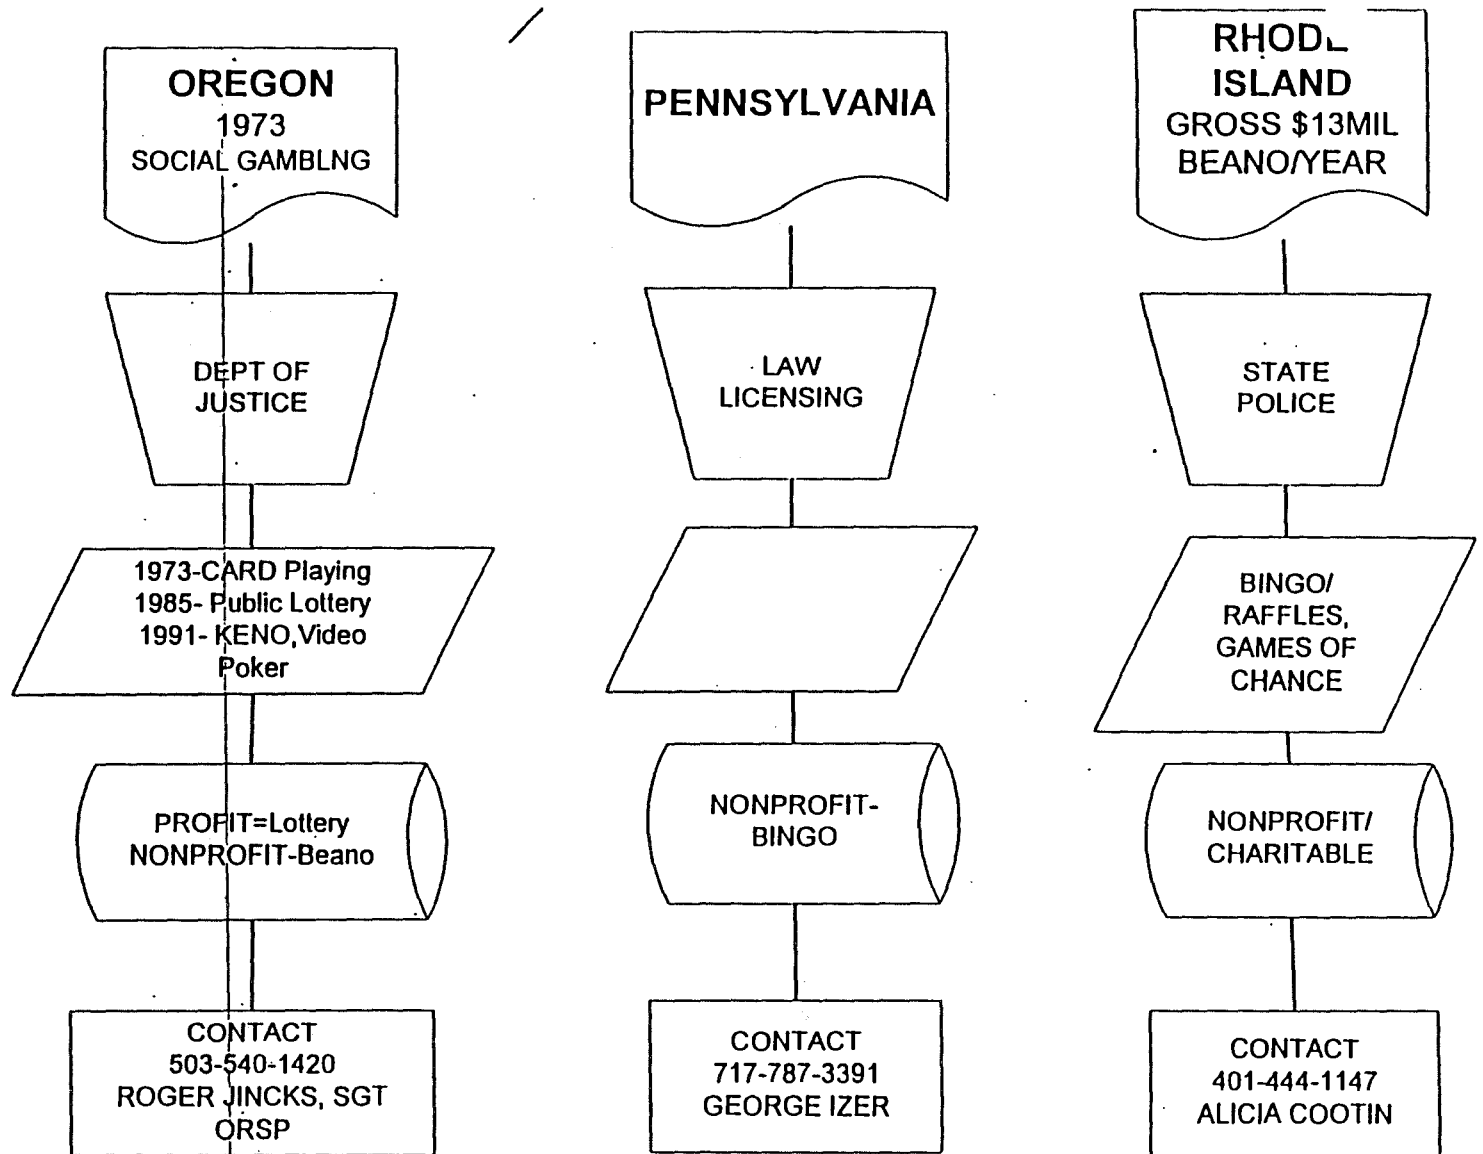 OREGON
1973
SOCIAL GAMBLNG
DEPT OF
JUSTICE
1973-CARD Playing
1985- Public Lottery
1991- KENO,Video
Poker
PROFIT=Lottery
NONPROFIT-Beano
CONTACT
503-540-1420
ROGER JINCKS, SGT
ORSP
PENNSYLVANIA
LAW
LICENSING
NONPROFIT-
BINGO
CONTACT
717-787-3391
GEORGE IZER
RHODE
ISLAND
GROSS $13MIL
BEANO/YEAR
STATE
POLICE
BINGO/
RAFFLES,
GAMES OF
CHANCE
NONPROFIT/
CHARITABLE
CONTACT
401-444-1147
ALICIA COOTIN